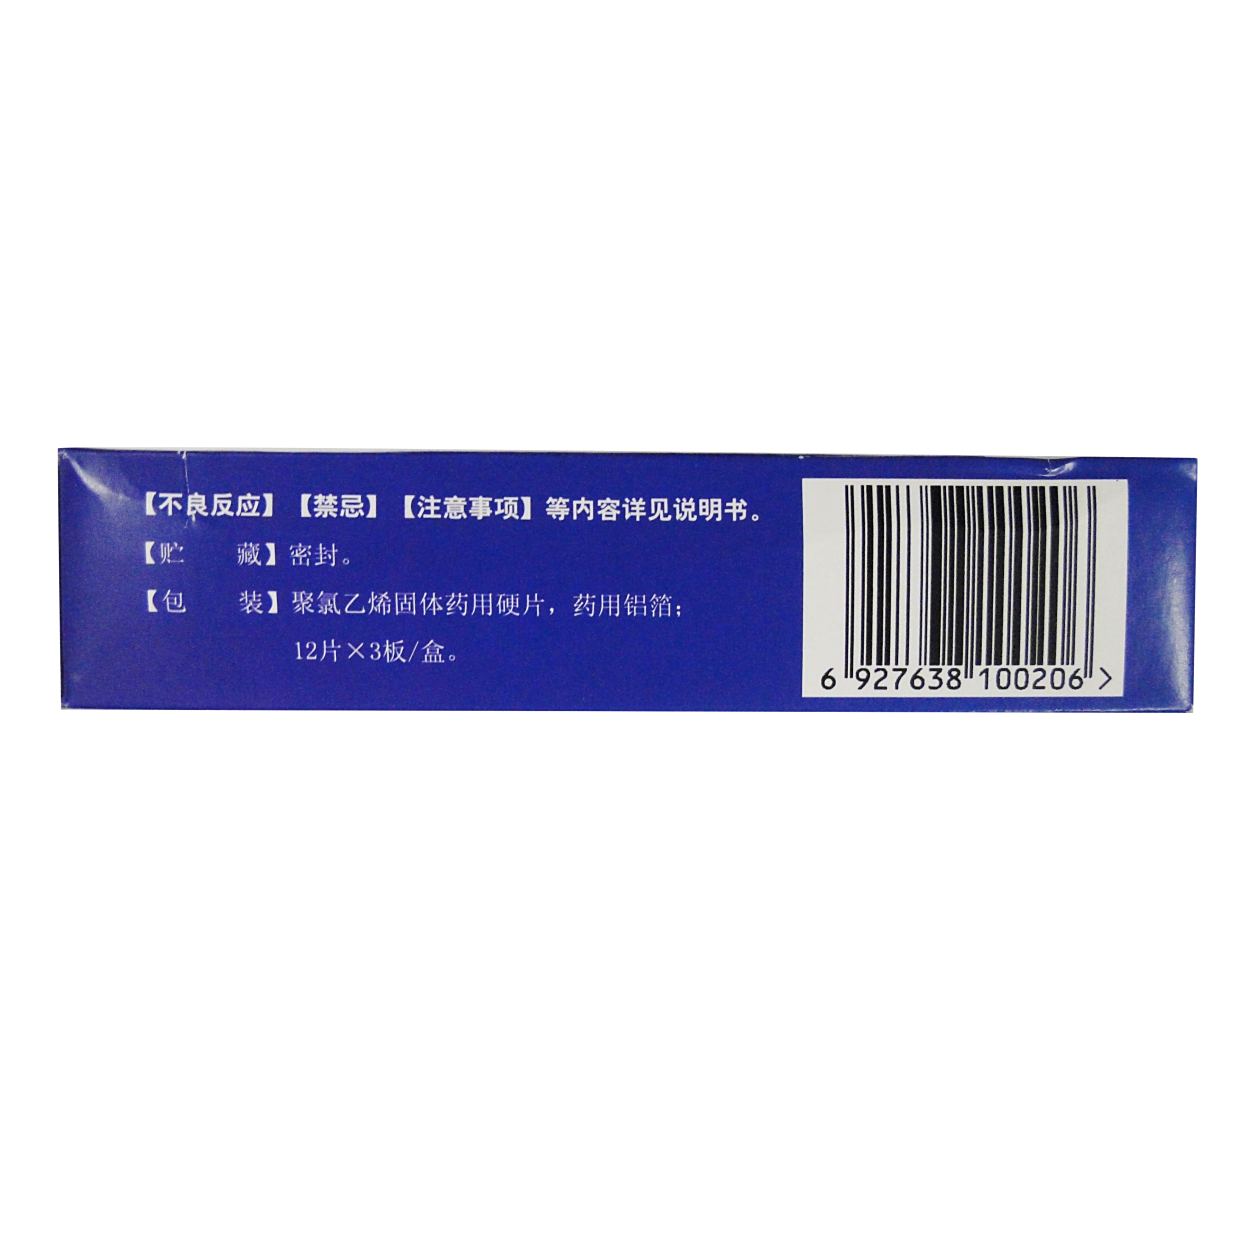 【不良反应】【禁忌】【注意事项】等内容详见说明书。
【贮 藏】密封。
【包 装】聚氯乙烯固体药用硬片，药用铝箔；
12片×3板/盒。
6 927638 100206 >